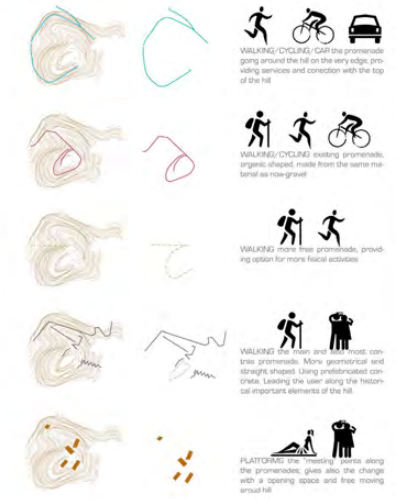 WALKING/CYCLING/CAR the promenade
going around the hill on the very edge; pro-
viding services and conection with the top
of the hill
WALKING/CYCLING existing promenade,
organic shaped, made from the same ma-
terial as now-gravel
WALKING more free promenade, provid-
ing option for more fisical activities
WALKING the main and also most con-
trais promenade. More geometrical and
straight shaped. Using prefabricated con-
crete. Leading the user along the histori-
cal important elements of the hill
PLATFORMS the "meeting" points along
the promenades; gives also the change
with a opening space and free moving
aroud hill